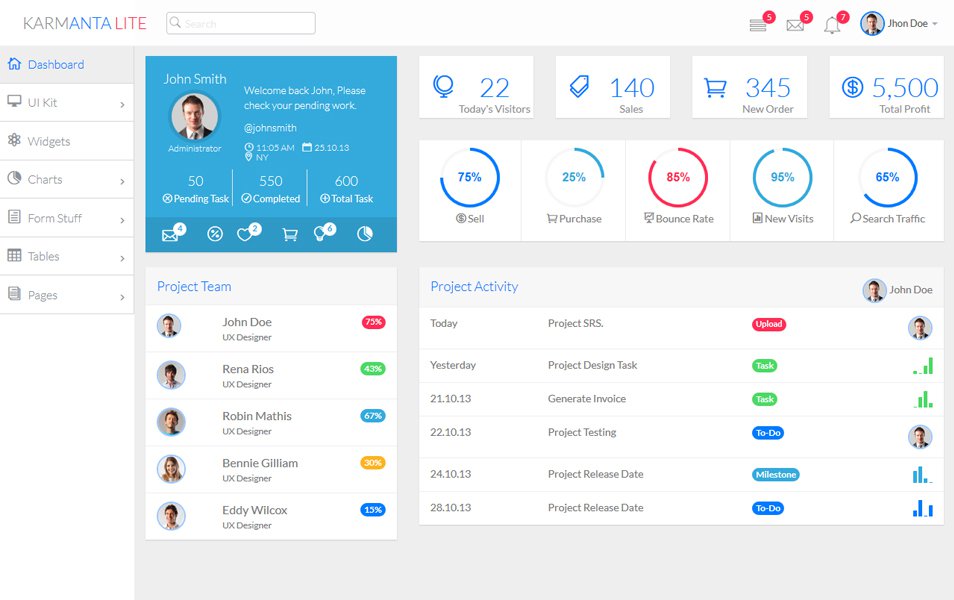 KARMANTA LITE
Search
5
5
7
Jhon Doe
Dashboard
UI Kit
Widgets
Charts
Form Stuff
Tables
Pages
John Smith
Administrator
Welcome back John, Please
check your pending work.
@johnsmith
11:05 AM 25.10.13
NY
50 550 600
Pending Task Completed Total Task
4 2 6
22
Today's Visitors
140
Sales
345
New Order
5,500
Total Profit
75% 25% 85% 95% 65%
Sell Purchase Bounce Rate New Visits Search Traffic
Project Team
John Doe 75%
UX Designer
Rena Rios 43%
UX Designer
Robin Mathis 67%
UX Designer
Bennie Gilliam 30%
UX Designer
Eddy Wilcox 15%
UX Designer
Project Activity John Doe
Today Project SRS. Upload
Yesterday Project Design Task Task
21.10.13 Generate Invoice Task
22.10.13 Project Testing To-Do
24.10.13 Project Release Date Milestone
28.10.13 Project Release Date To-Do